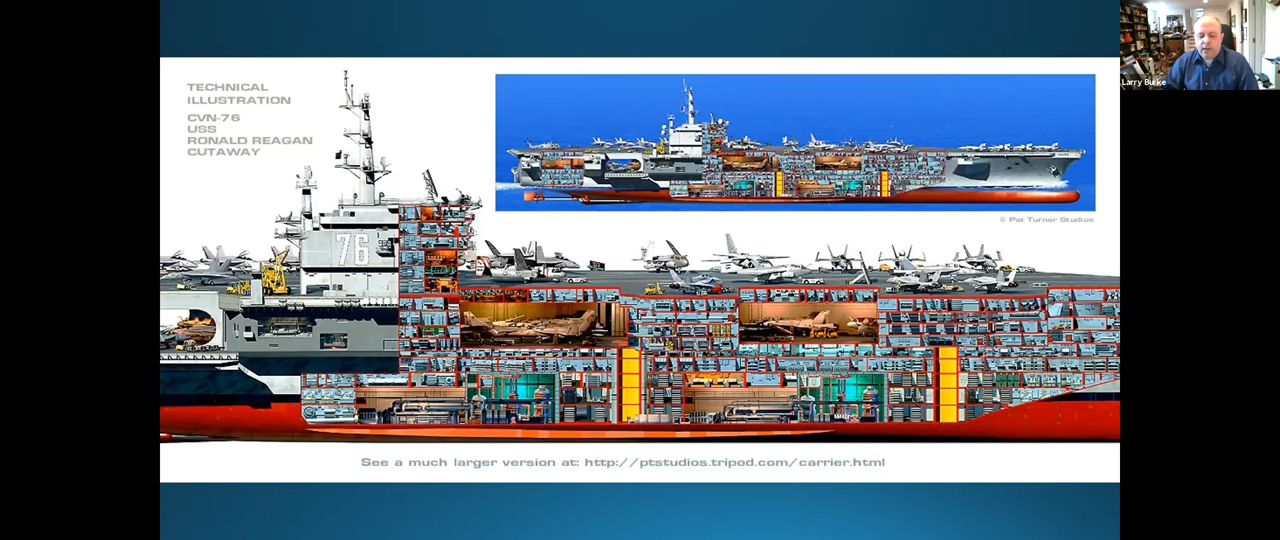 TECHNICAL
ILLUSTRATION
CVN-76
USS
RONALD REAGAN
CUTAWAY
Larry Burke
© Pat Turner Studios
76
See a much larger version at: http://ptstudios.tripod.com/carrier.html